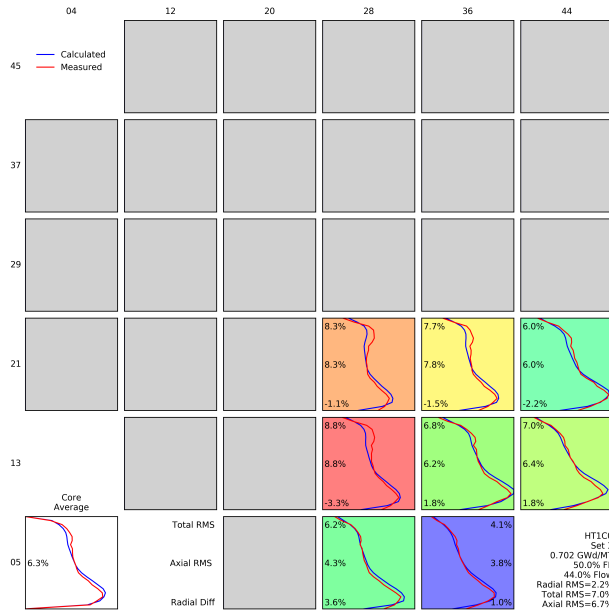 04 12 20 28 36 44
45
Calculated
Measured
37
29
21
8.3% 7.7% 6.0%
8.3% 7.8% 6.0%
-1.1% -1.5% -2.2%
13
8.8% 6.8% 7.0%
8.8% 6.2% 6.4%
-3.3% 1.8% 1.8%
Core
Average
05
6.3%
Total RMS
Axial RMS
Radial Diff
6.2% 4.1%
4.3% 3.8%
3.6% 1.0%
Set
0.702
50.0%
44.0%
Radial RMS=2.2%
Total RMS=7.0%
Axial RMS=6.7%